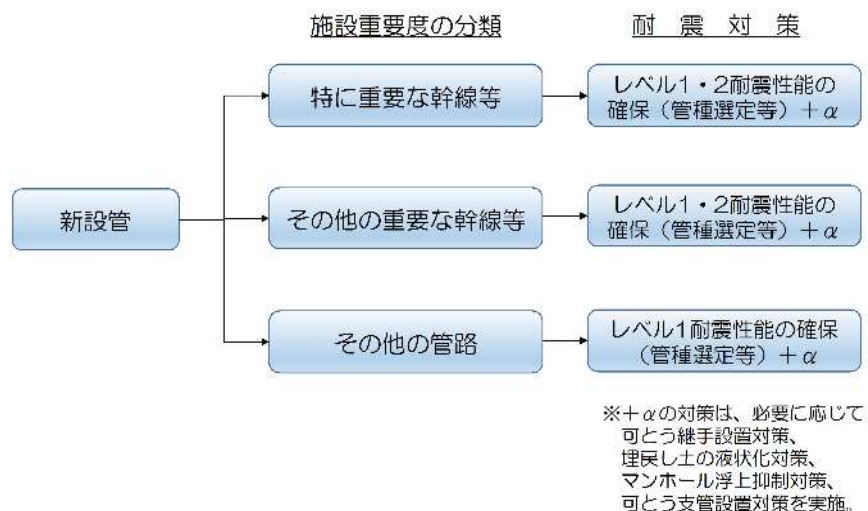 施設重要度の分類
耐 震 対 策
特に重要な幹線等
レベル1・2耐震性能の
確保(管種選定等)+α
新設管
その他の重要な幹線等
レベル1・2耐震性能の
確保(管種選定等)+α
その他の管路
レベル1耐震性能の確保
(管種選定等)+α
※+αの対策は、必要に応じて
可とう継手設置対策、
埋戻し土の液状化対策、
マンホール浮上抑制対策、
可とう支管設置対策を実施。